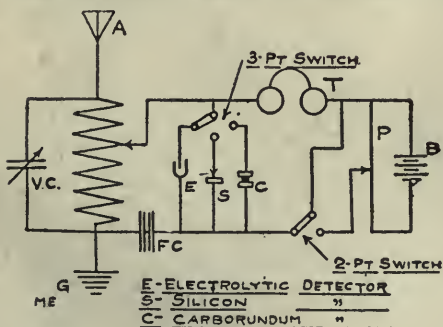 A
3-PT SWITCH
T
P
B
V.C.
E
S
C
FC
2-PT SWITCH
G
ME
E-ELECTROLYTIC DETECTOR
S- SILICON "
C- CARBORUNDUM "